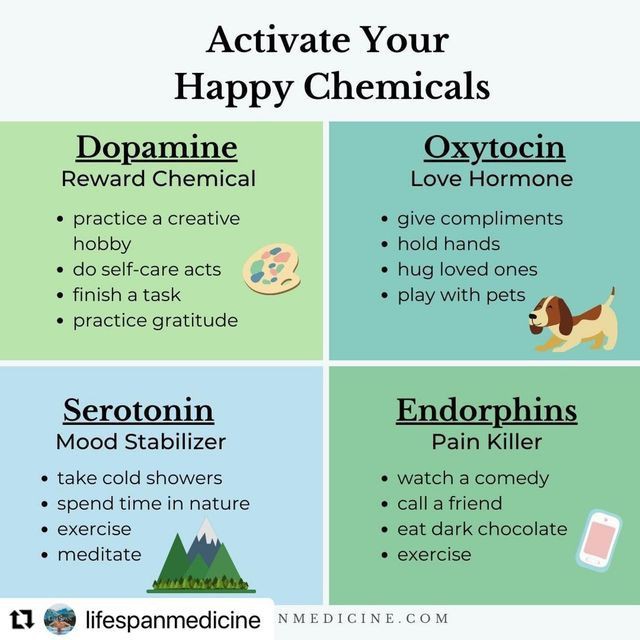 Activate Your
Happy Chemicals
Dopamine
Reward Chemical
• practice a creative
hobby
• do self-care acts
• finish a task
• practice gratitude
Oxytocin
Love Hormone
• give compliments
• hold hands
• hug loved ones
• play with pets
Serotonin
Mood Stabilizer
• take cold showers
• spend time in nature
• exercise
• meditate
Endorphins
Pain Killer
• watch a comedy
• call a friend
• eat dark chocolate
• exercise
lifespanmedicine
NMEDICINE.COM